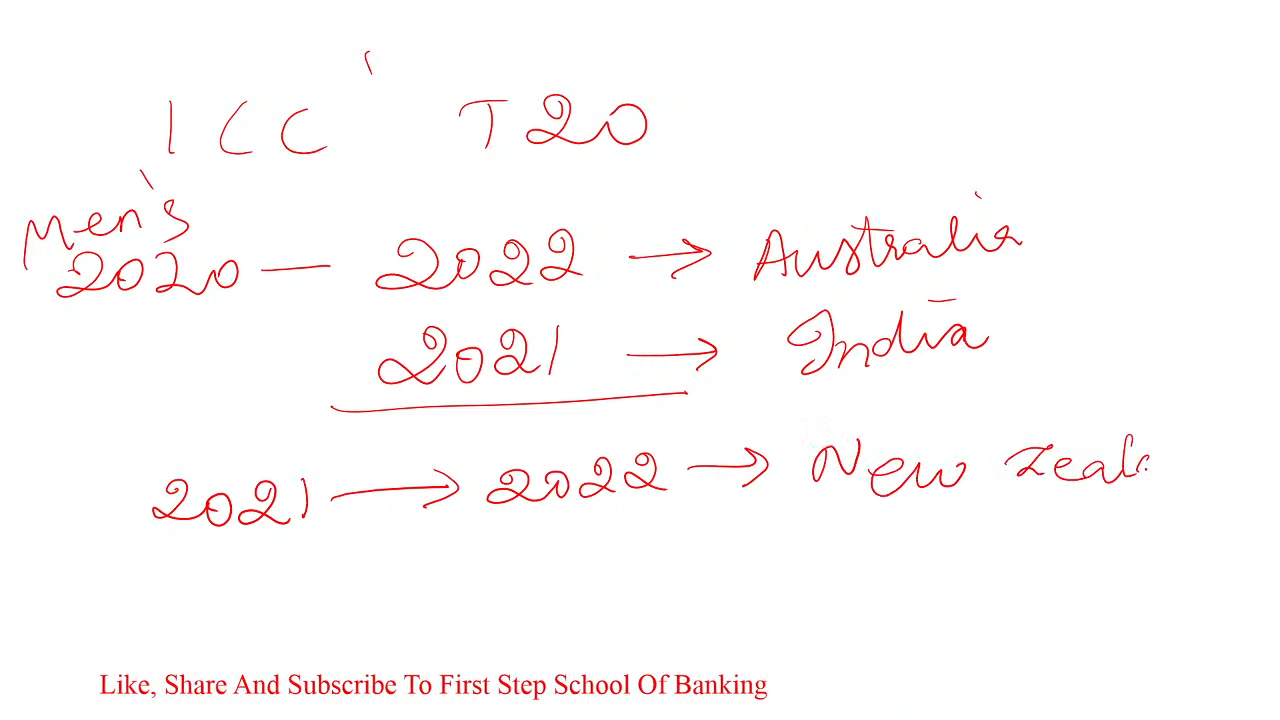 ICC T20
Men's
2020 — 2022 → Australia
2021 → India
2021 → 2022 → New Zeal
Like, Share And Subscribe To First Step School Of Banking